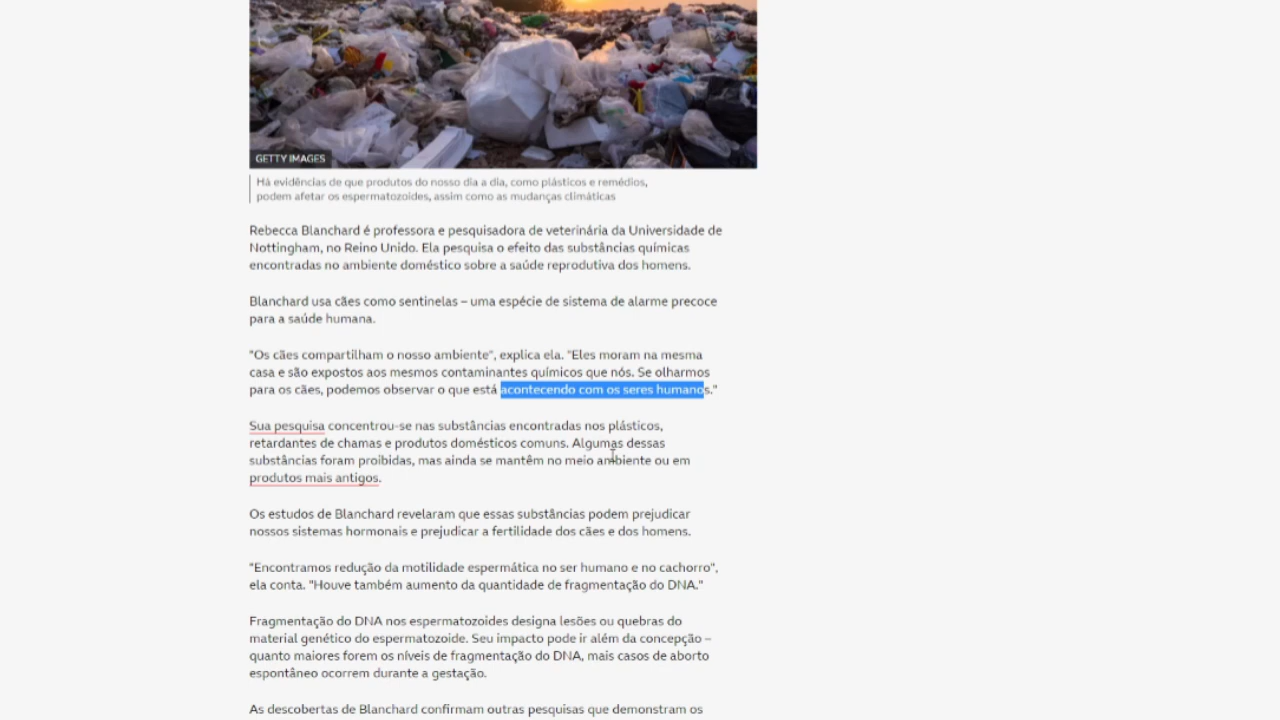 GETTY IMAGES
Há evidências de que produtos do nosso dia a dia, como plásticos e remédios,
podem afetar os espermatozoides, assim como as mudanças climáticas
Rebecca Blanchard é professora e pesquisadora de veterinária da Universidade de
Nottingham, no Reino Unido. Ela pesquisa o efeito das substâncias químicas
encontradas no ambiente doméstico sobre a saúde reprodutiva dos homens.
Blanchard usa cães como sentinelas – uma espécie de sistema de alarme precoce
para a saúde humana.
"Os cães compartilham o nosso ambiente", explica ela. "Eles moram na mesma
casa e são expostos aos mesmos contaminantes químicos que nós. Se olharmos
para os cães, podemos observar o que está acontecendo com os seres humanos."
Sua pesquisa concentrou-se nas substâncias encontradas nos plásticos,
retardantes de chamas e produtos domésticos comuns. Algumas dessas
substâncias foram proibidas, mas ainda se mantêm no meio ambiente ou em
produtos mais antigos.
Os estudos de Blanchard revelaram que essas substâncias podem prejudicar
nossos sistemas hormonais e prejudicar a fertilidade dos cães e dos homens.
"Encontramos redução da motilidade espermática no ser humano e no cachorro",
ela conta. "Houve também aumento da quantidade de fragmentação do DNA."
Fragmentação do DNA nos espermatozoides designa lesões ou quebras do
material genético do espermatozoide. Seu impacto pode ir além da concepção –
quanto maiores forem os níveis de fragmentação do DNA, mais casos de aborto
espontâneo ocorrem durante a gestação.
As descobertas de Blanchard confirmam outras pesquisas que demonstram os